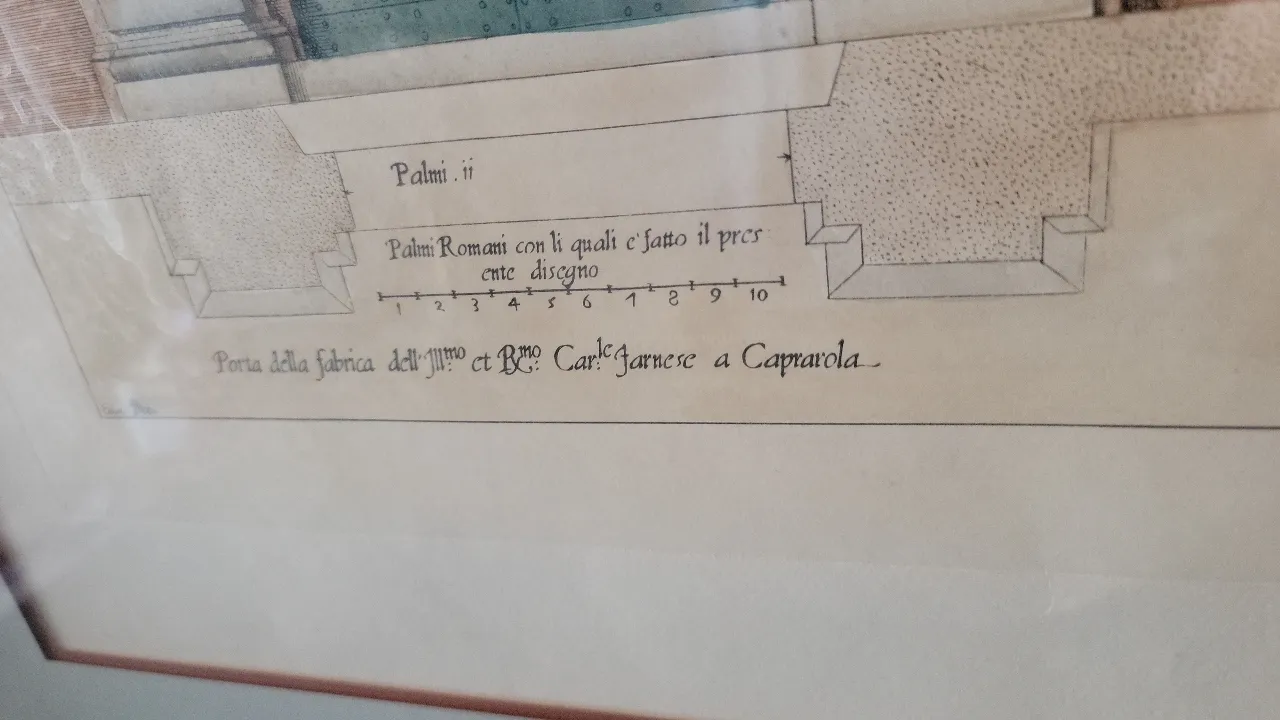 Palmi . ii
Palmi Romani con li quali e' fatto il pres
ente disegno
1 2 3 4 5 6 7 8 9 10
Porta della fabrica dell' Jll.mo et R.mo Car.le Farnese a Caprarola